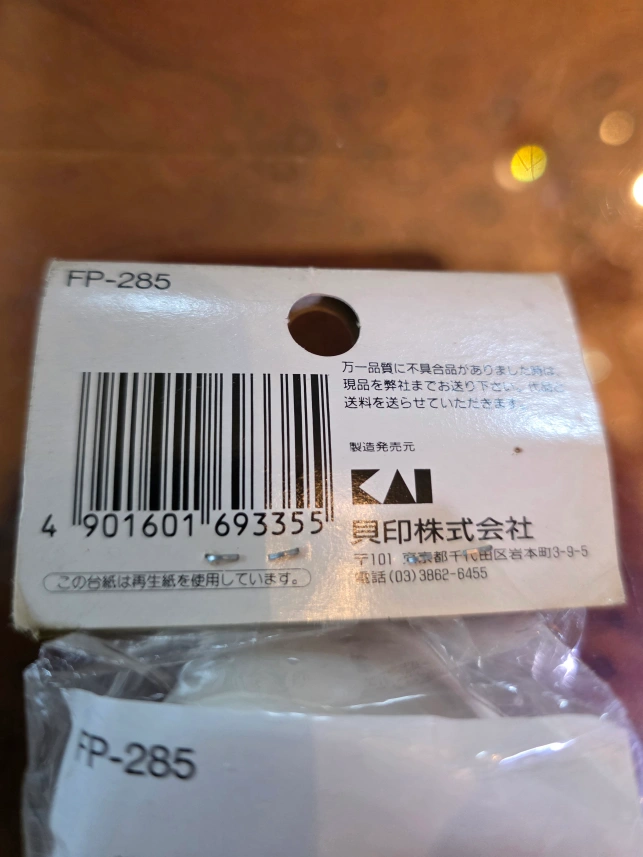 FP-285
万一品質に不具合品がありました時は、
現品を弊社までお送り下さい。代品と
送料を送らせていただきます。
製造発売元
KAI
貝印株式会社
〒101 東京都千代田区岩本町3-9-5
電話(03)3862-6455
4 901601 693355
この台紙は再生紙を使用しています。
FP-285